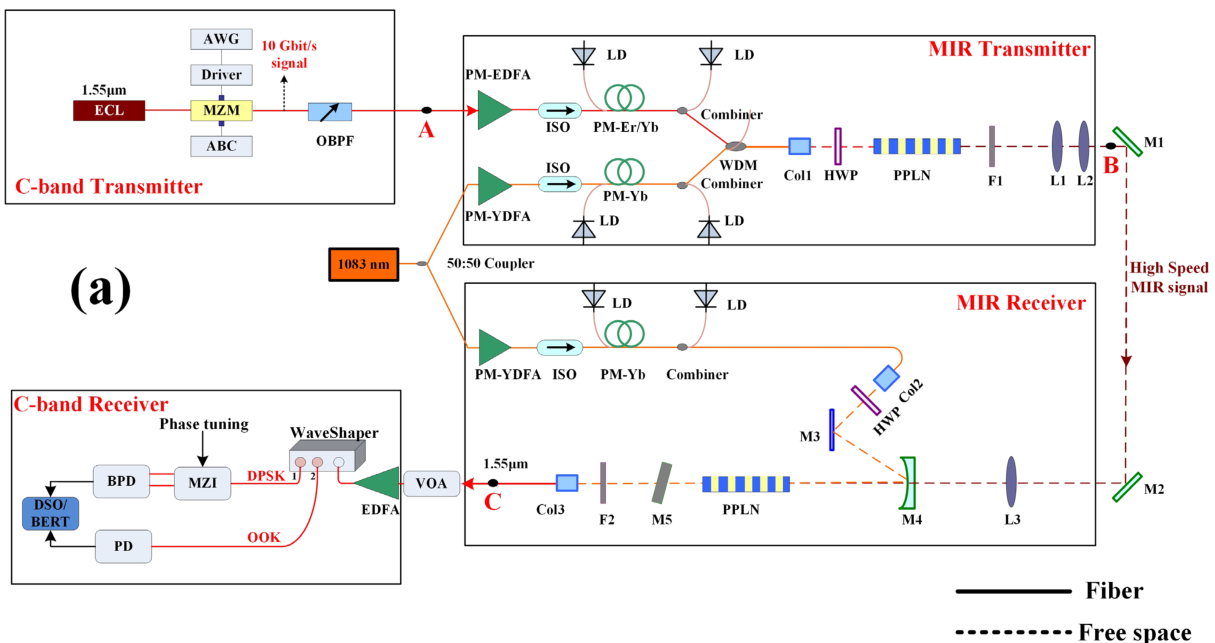 AWG
10 Gbit/s
signal
Driver
1.55μm
ECL
MZM
OBPF
ABC
C-band Transmitter
A
MIR Transmitter
LD
LD
PM-EDFA
ISO
PM-Er/Yb
Combiner
WDM
Combiner
ISO
PM-Yb
PM-YDFA
LD
LD
Col1
HWP
PPLN
F1
L1
L2
B
M1
1083 nm
50:50 Coupler
(a)
High Speed
MIR signal
MIR Receiver
LD
LD
PM-YDFA
ISO
PM-Yb
Combiner
Col2
HWP
M3
1.55μm
C
Col3
F2
M5
PPLN
M4
L3
M2
C-band Receiver
Phase tuning
WaveShaper
BPD
MZI
DPSK
1
2
VOA
EDFA
DSO/
BERT
PD
OOK
Fiber
Free space